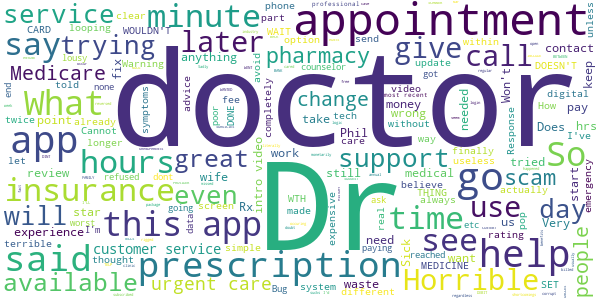 service minute appointment
say trying later give call
Medicare pharmacy
What change
app hours great support
So
insurance even go scam
will this app time use day
said see help people
available prescription Horrible
customer service
urgent care
doctor
Dr
phone
part
clear
looping
CARD
WOULDN'T
WAIT
option
send
professional
unless
within
contact
DOESN'T
keep
anything
fix
Warning
lousy
avoid
counselor
update
got
Won't
digital
How
pay
told
none
end
symptoms
advice
fee
poor
DONE
completely
video
money
needed
most recent
twice
point
already
Cannot
longer
take
tech
wrong
without
Response
Does
hrs
I've
let
refused
dont
wife
Phil
care
way
finally
useless
tried
review
intro video
work
still
medical
believe
THING
always
actually
start
emergency
star
worst
going
screen
Rx
WTH
made
expensive
real
ask
Very
us
rating
pop
experience
I'm
data
terrible
thought
simple
need
paying
Sick
reached
MEDICINE
want
etc
SET
Bug
system
waste
different
regardless